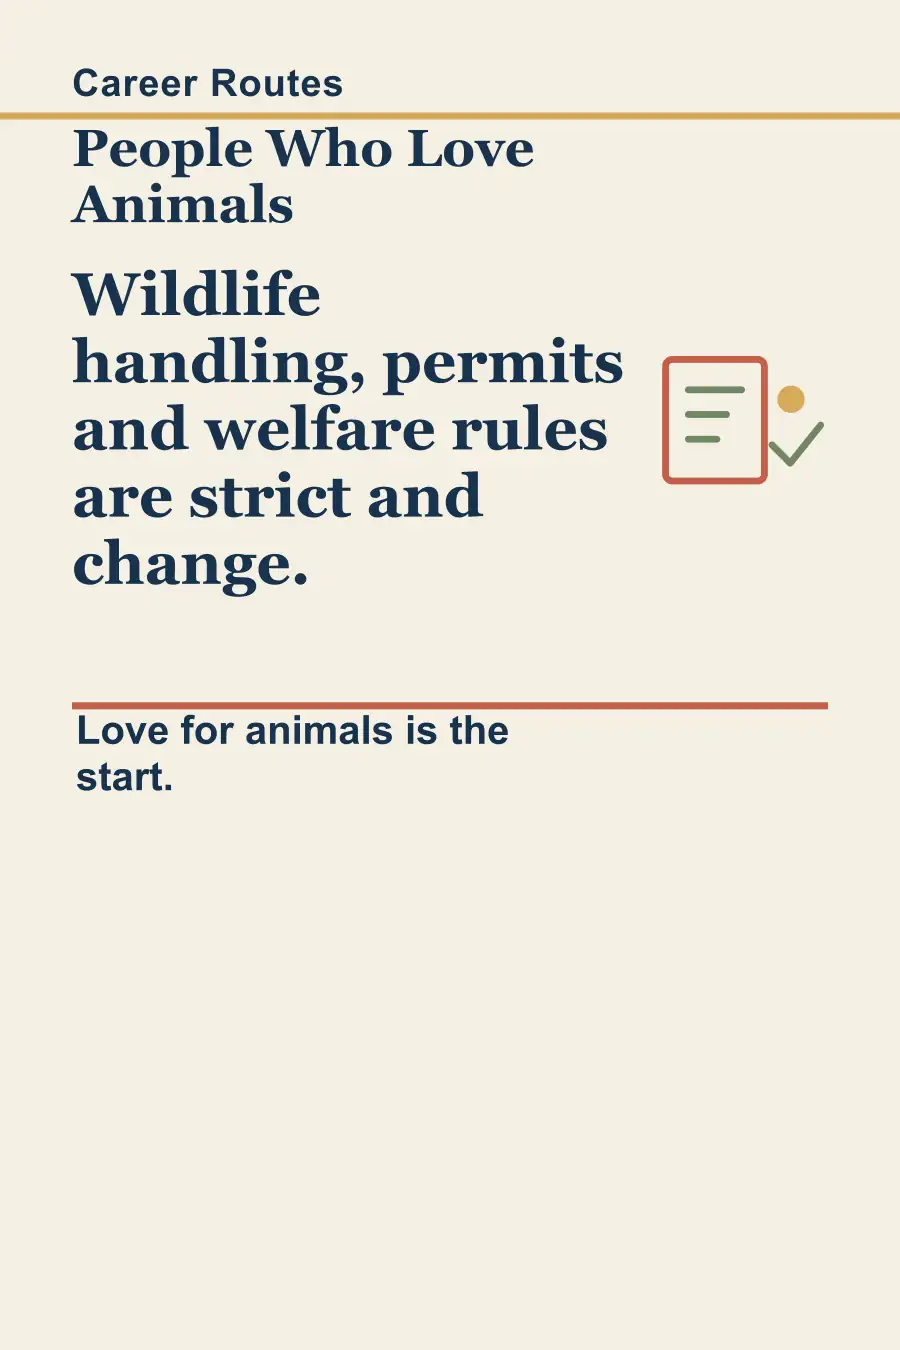 Career Routes
People Who Love
Animals
Wildlife
handling, permits
and welfare rules
are strict and
change.
Love for animals is the
start.